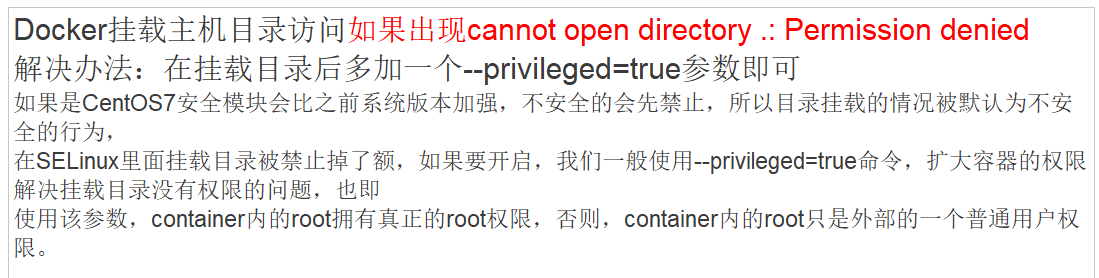 Docker挂载主机目录访问如果出现cannot open directory .: Permission denied
解决办法：在挂载目录后多加一个--privileged=true参数即可
如果是CentOS7安全模块会比之前系统版本加强，不安全的会先禁止，所以目录挂载的情况被默认为不安
全的行为，
在SELinux里面挂载目录被禁止掉了额，如果要开启，我们一般使用--privileged=true命令，扩大容器的权限
解决挂载目录没有权限的问题，也即
使用该参数，container内的root拥有真正的root权限，否则，container内的root只是外部的一个普通用户权
限。